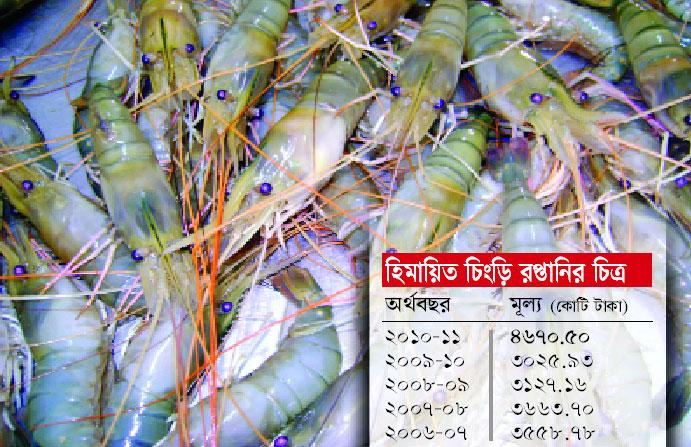 হিমায়িত চিংড়ি রপ্তানির চিত্র
অর্থবছর মূল্য (কোটি টাকা)
২০১০-১১ ৪৬৭০.৫০
২০০৯-১০ ৩০২৫.৯৩
২০০৮-০৯ ৩১২৭.১৬
২০০৭-০৮ ৩৬৬৩.৭০
২০০৬-০৭ ৩৫৫৮.৭৮